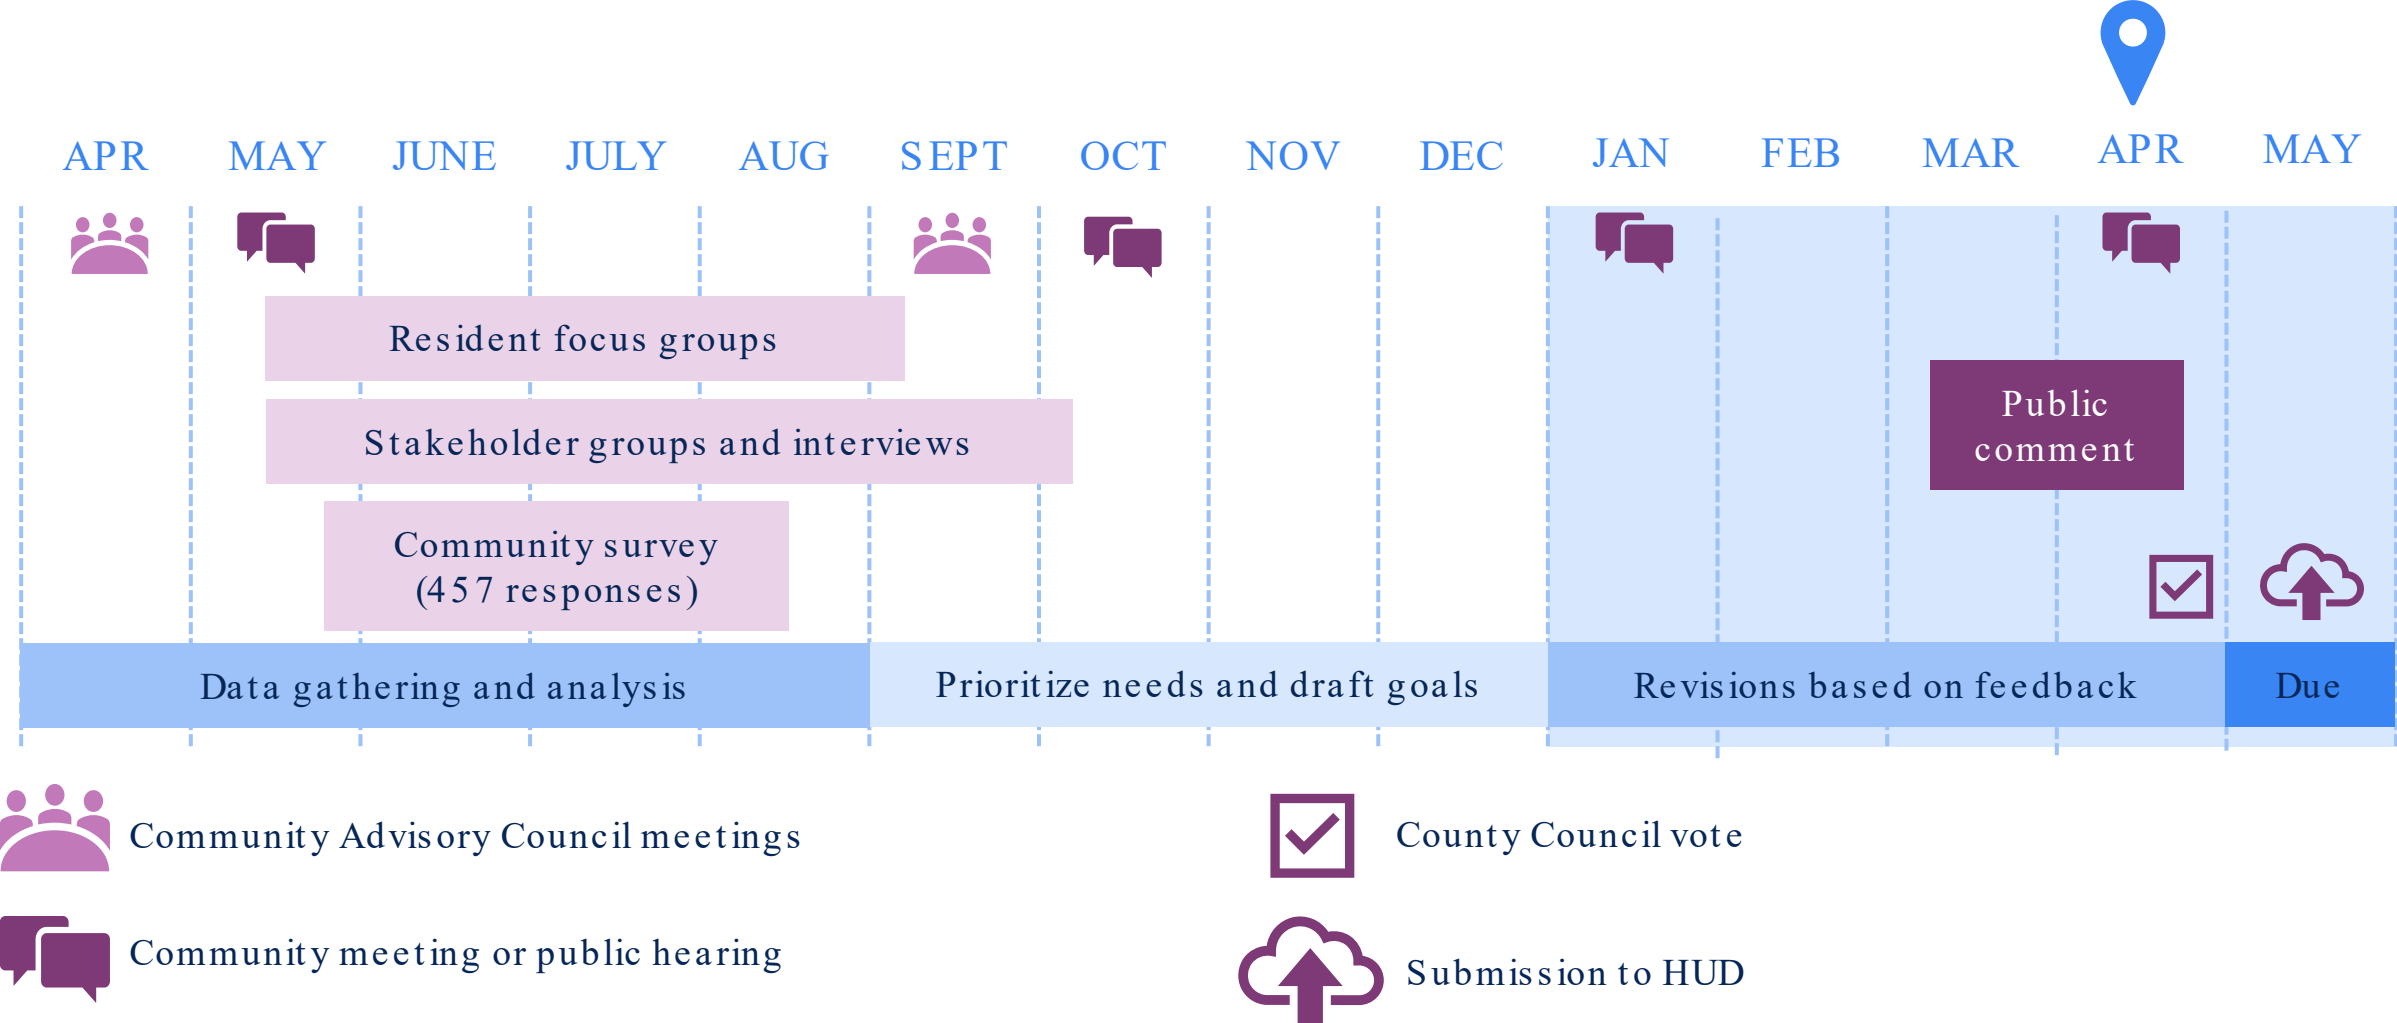 APR MAY JUNE JULY AUG SEPT OCT NOV DEC JAN FEB MAR APR MAY
Resident focus groups
Public
comment
Stakeholder groups and interviews
Community survey
(457 responses)
Data gathering and analysis
Prioritize needs and draft goals
Revisions based on feedback
Due
Community Advisory Council meetings
County Council vote
Community meeting or public hearing
Submission to HUD